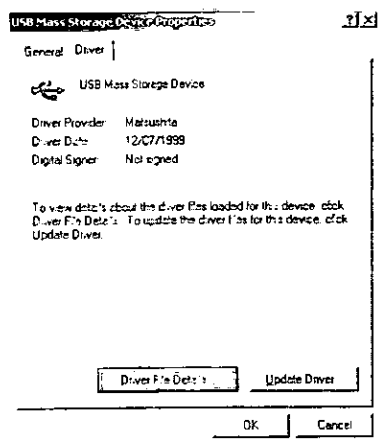 USB Mass Storage Device Properties
General Driver
USB Mass Storage Device
Driver Provider: Matsushita
Driver Date: 12/07/1999
Digital Signer: Not signed
To view details about the driver files loaded for this device, click
Driver File Details. To update the driver files for this device, click
Update Driver.
Driver File Details Update Driver
OK Cancel